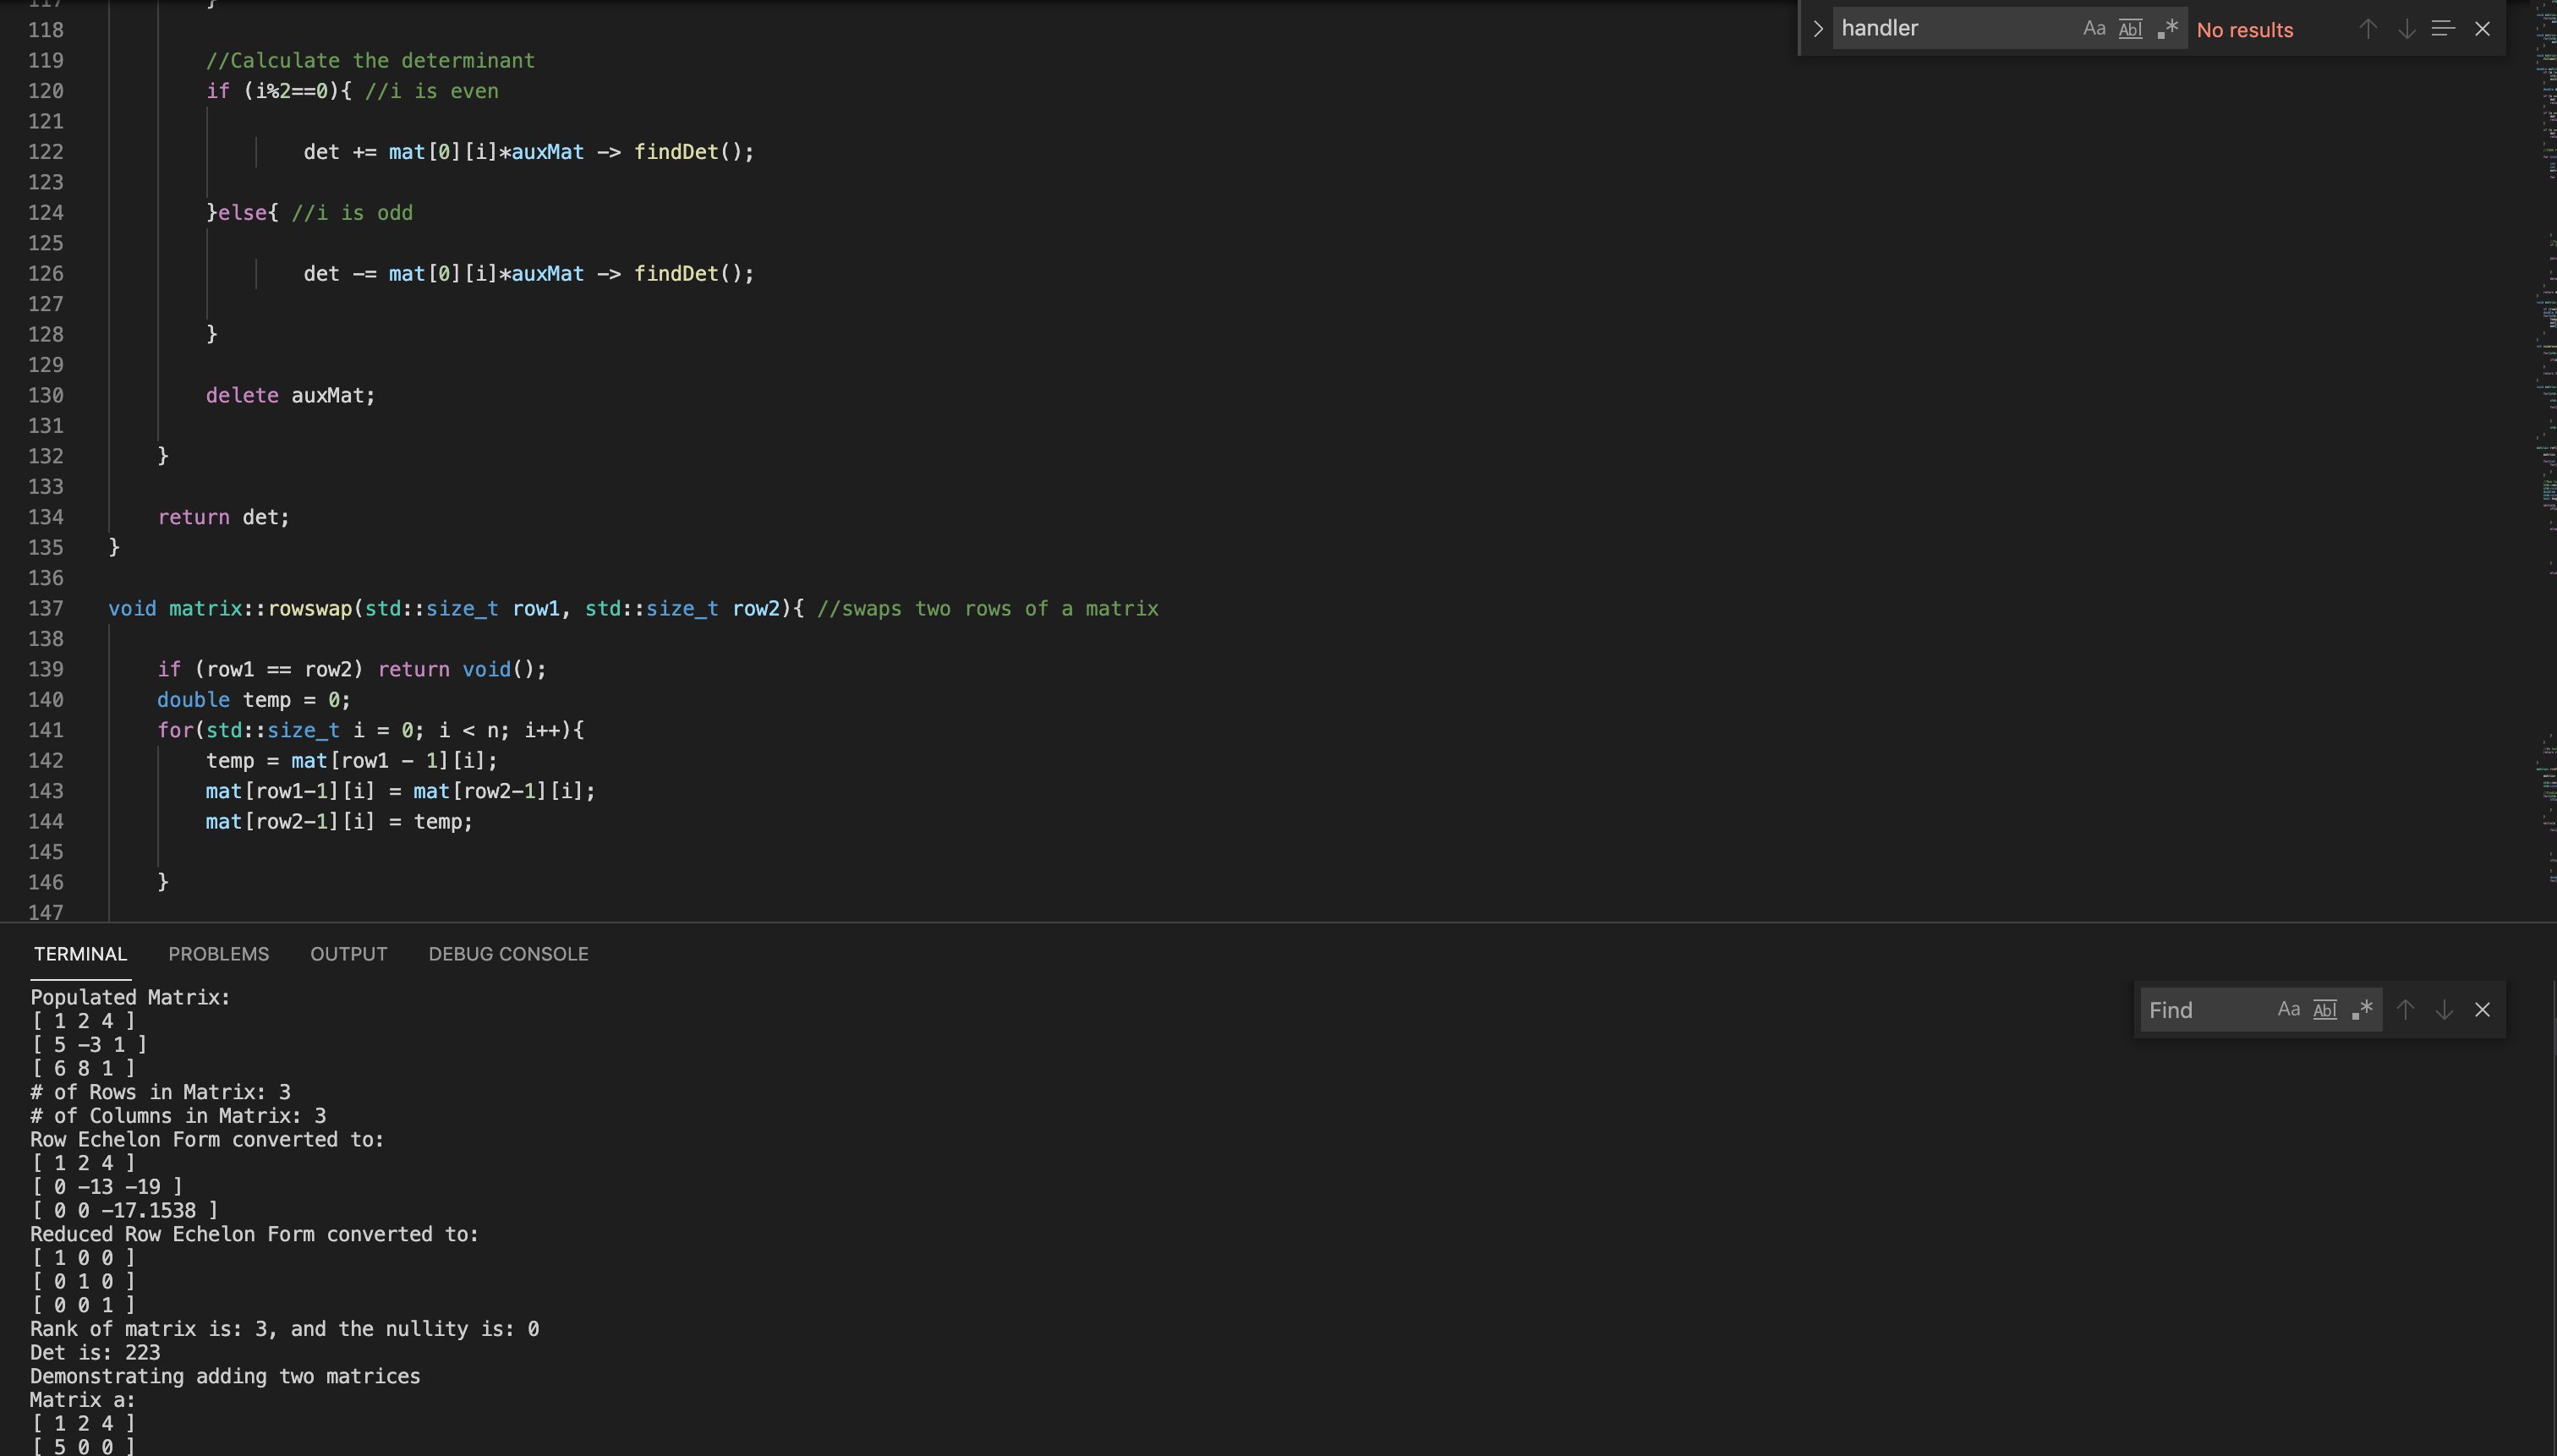 117 }
118
119 //Calculate the determinant
120 if (i%2==0){ //i is even
121
122 det += mat[0][i]*auxMat -> findDet();
123
124 }else{ //i is odd
125
126 det -= mat[0][i]*auxMat -> findDet();
127
128 }
129
130 delete auxMat;
131
132 }
133
134 return det;
135 }
136
137 void matrix::rowswap(std::size_t row1, std::size_t row2){ //swaps two rows of a matrix
138
139 if (row1 == row2) return void();
140 double temp = 0;
141 for(std::size_t i = 0; i < n; i++){
142 temp = mat[row1 - 1][i];
143 mat[row1-1][i] = mat[row2-1][i];
144 mat[row2-1][i] = temp;
145
146 }
147
handler Aa Abl .* No results
TERMINAL PROBLEMS OUTPUT DEBUG CONSOLE
Find Aa Abl .*
Populated Matrix:
[ 1 2 4 ]
[ 5 -3 1 ]
[ 6 8 1 ]
# of Rows in Matrix: 3
# of Columns in Matrix: 3
Row Echelon Form converted to:
[ 1 2 4 ]
[ 0 -13 -19 ]
[ 0 0 -17.1538 ]
Reduced Row Echelon Form converted to:
[ 1 0 0 ]
[ 0 1 0 ]
[ 0 0 1 ]
Rank of matrix is: 3, and the nullity is: 0
Det is: 223
Demonstrating adding two matrices
Matrix a:
[ 1 2 4 ]
[ 5 0 0 ]